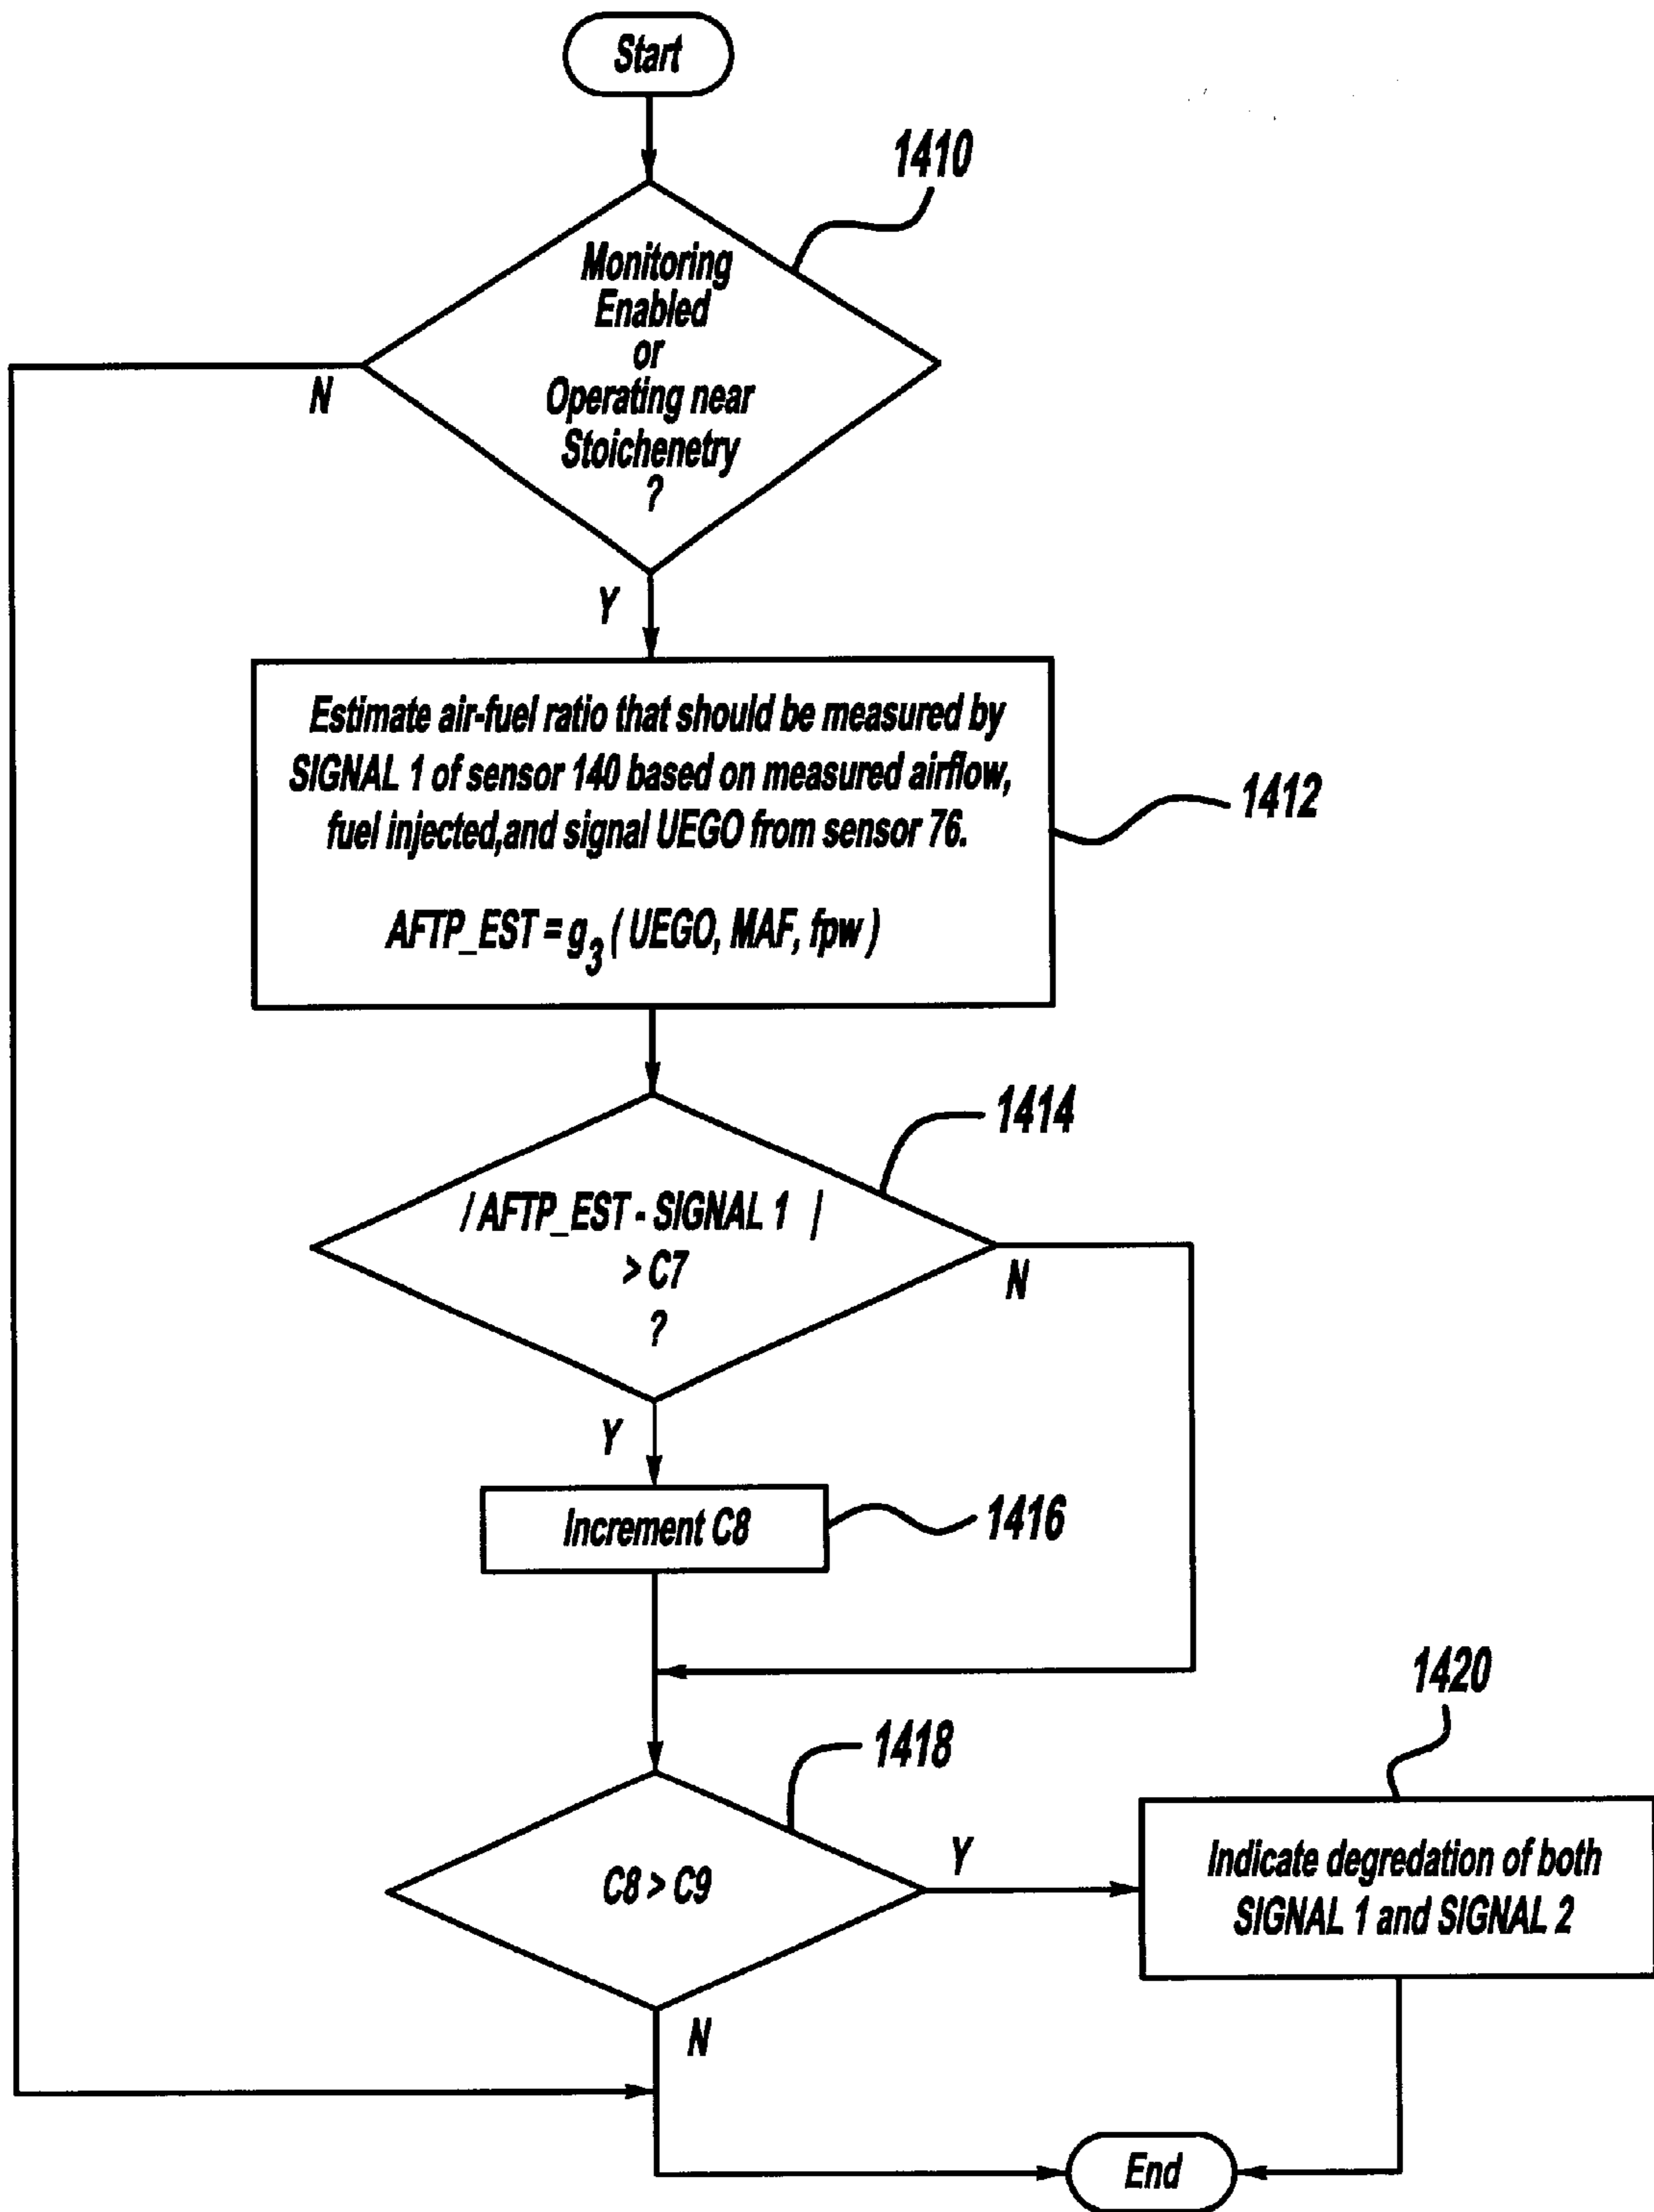 Start
1410
Monitoring
Enabled
or
Operating near
Stoichenetry
?
N
Y
Estimate air-fuel ratio that should be measured by
SIGNAL 1 of sensor 140 based on measured airflow,
fuel injected,and signal UEGO from sensor 76.
AFTP_EST = g3 ( UEGO, MAF, fpw )
1412
1414
/ AFTP_EST - SIGNAL 1 |
> C7
?
N
Y
Increment C8
1416
1418
1420
C8 > C9
Y
Indicate degredation of both
SIGNAL 1 and SIGNAL 2
N
End